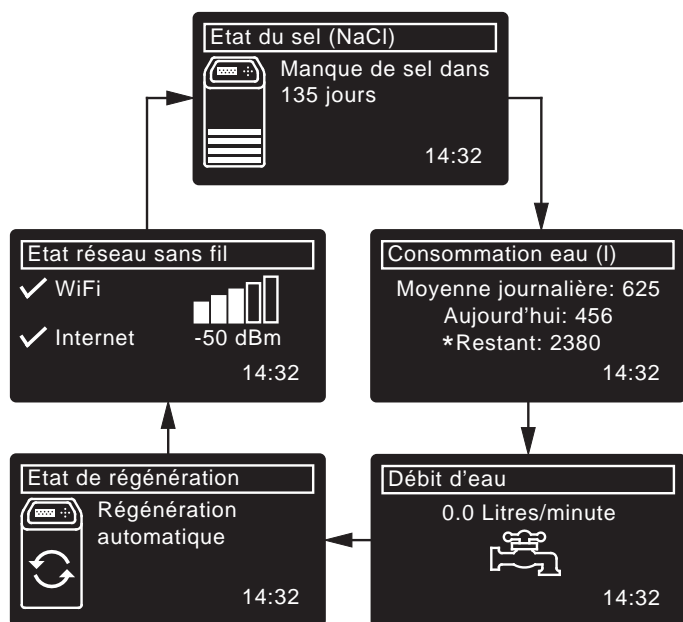 Etat du sel (NaCl)
Manque de sel dans
135 jours
14:32
Consommation eau (l)
Moyenne journalière: 625
Aujourd'hui: 456
*Restant: 2380
14:32
Débit d'eau
0.0 Litres/minute
14:32
Etat de régénération
Régénération
automatique
14:32
Etat réseau sans fil
WiFi
Internet
-50 dBm
14:32